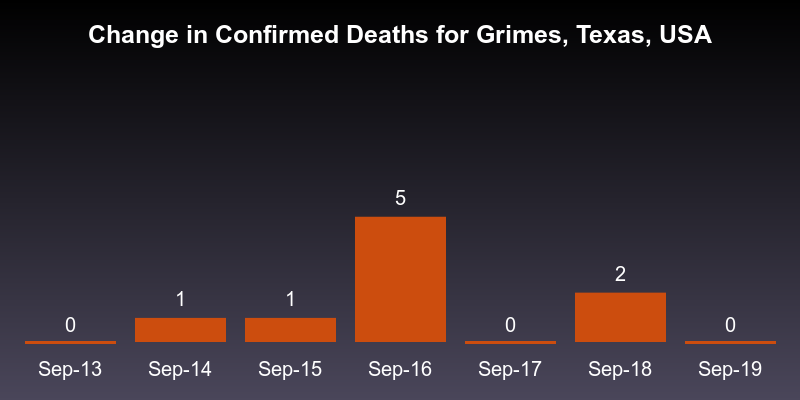 Change in Confirmed Deaths for Grimes, Texas, USA
5
2
1 1
0 0 0
Sep-13 Sep-14 Sep-15 Sep-16 Sep-17 Sep-18 Sep-19